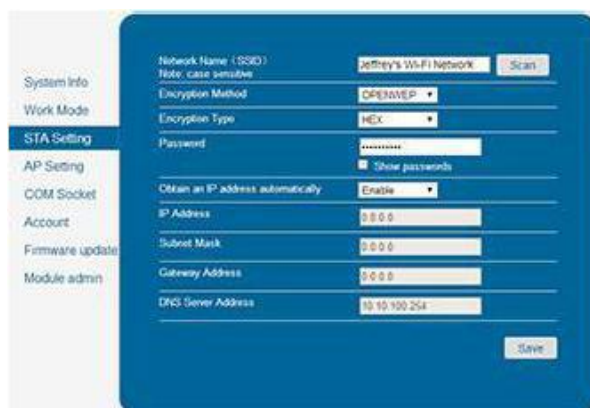 System Info
Work Mode
STA Setting
AP Setting
COM Socket
Account
Firmware update
Module admin
Network Name (SSID)
Note: case sensitive
Jeffrey's Wi-Fi Network
Scan
Encryption Method
OPENWEP
Encryption Type
HEX
Password
••••••••••
Show passwords
Obtain an IP address automatically
Enable
IP Address
0.0.0.0
Subnet Mask
0.0.0.0
Gateway Address
0.0.0.0
DNS Server Address
10.10.100.254
Save